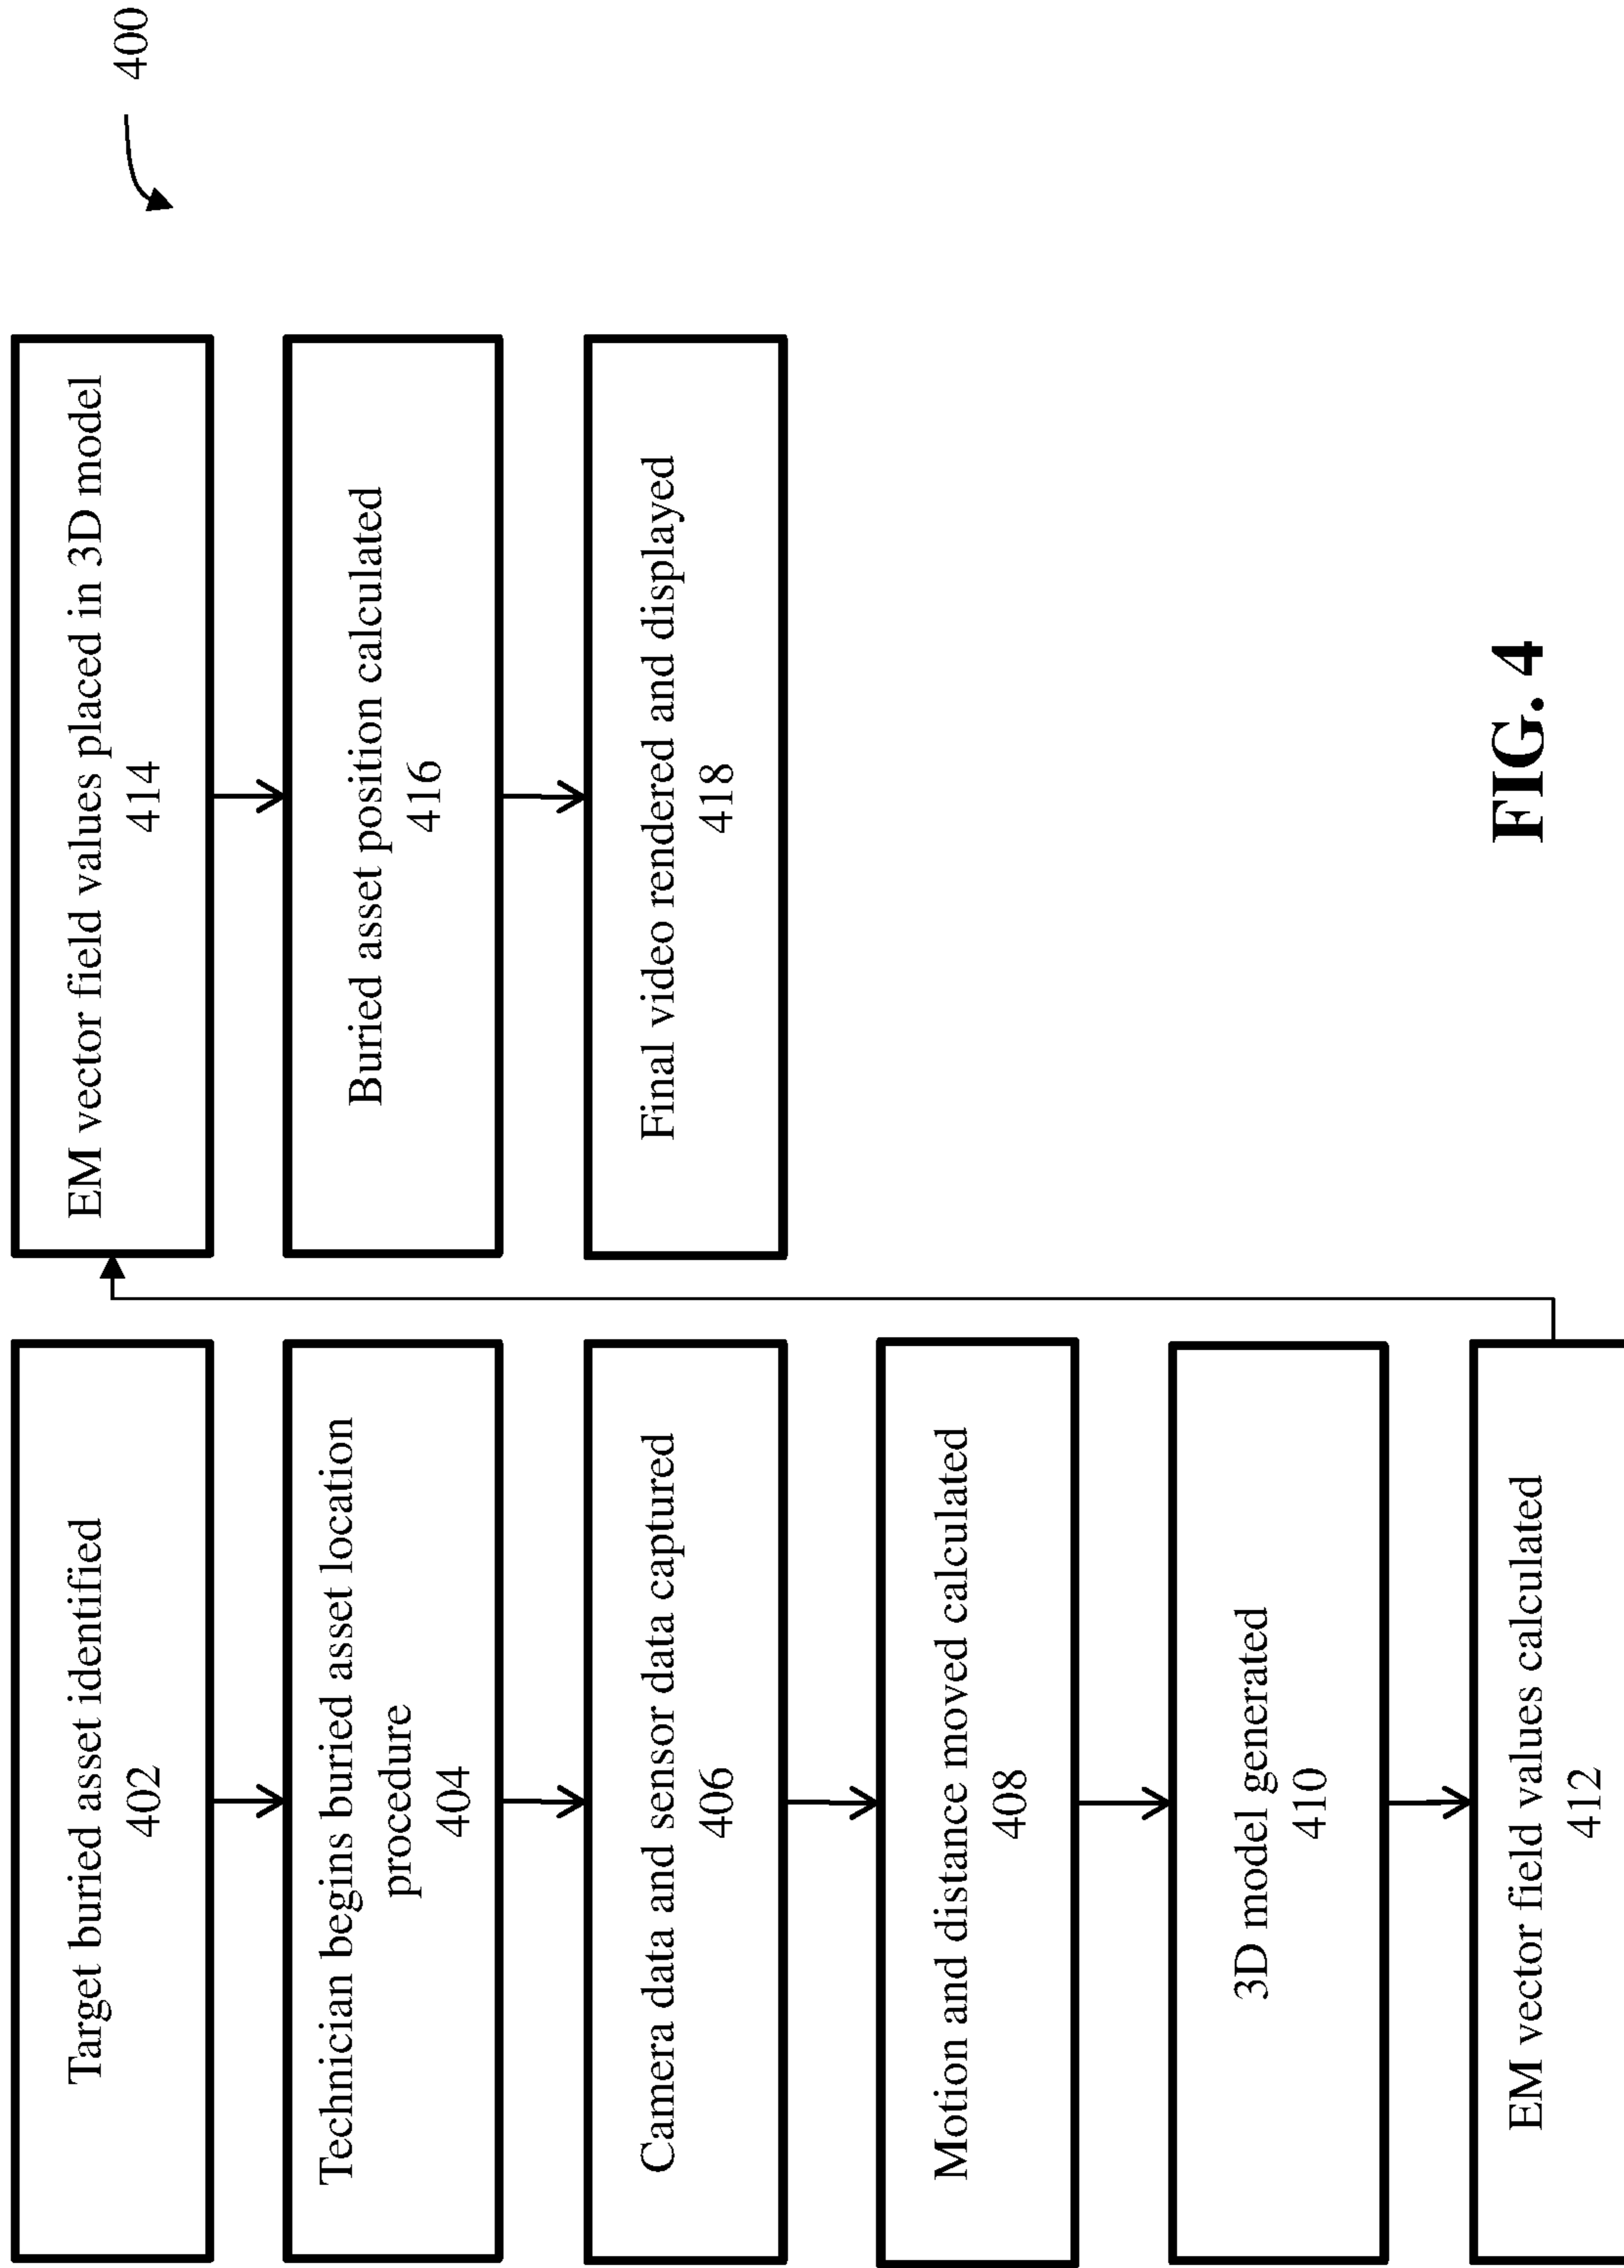 400
Target buried asset identified
402
Technician begins buried asset location
procedure
404
Camera data and sensor data captured
406
Motion and distance moved calculated
408
3D model generated
410
EM vector field values calculated
412
EM vector field values placed in 3D model
414
Buried asset position calculated
416
Final video rendered and displayed
418
FIG. 4